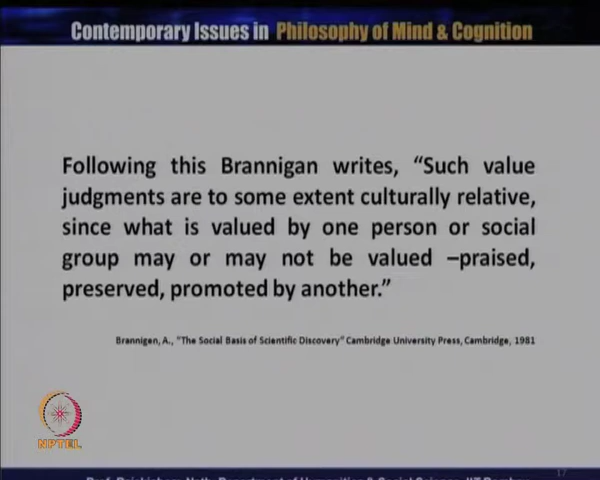 Contemporary Issues in Philosophy of Mind & Cognition
Following this Brannigan writes, “Such value
judgments are to some extent culturally relative,
since what is valued by one person or social
group may or may not be valued –praised,
preserved, promoted by another.”
Brannigen, A., "The Social Basis of Scientific Discovery" Cambridge University Press, Cambridge, 1981
NPTEL
17